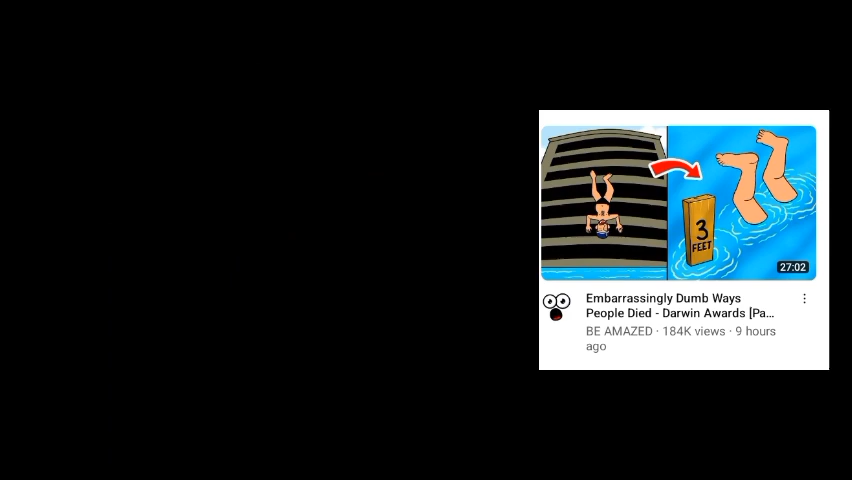 3
FEET
27:02
Embarrassingly Dumb Ways
People Died - Darwin Awards [Pa...
BE AMAZED · 184K views · 9 hours
ago